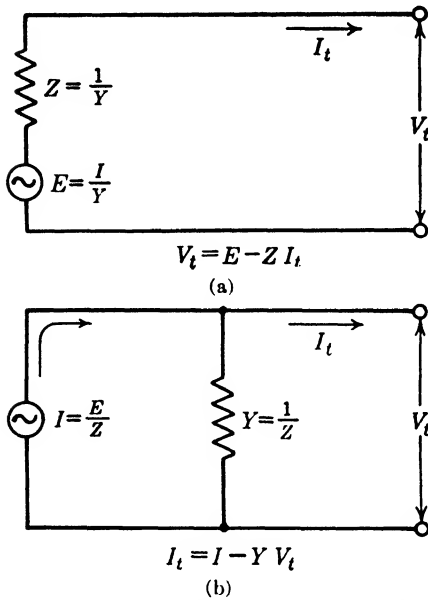 I_t
Z = 1/Y
V_t
E = I/Y
V_t = E − Z I_t
(a)
I_t
I = E/Z
Y = 1/Z
V_t
I_t = I − Y V_t
(b)